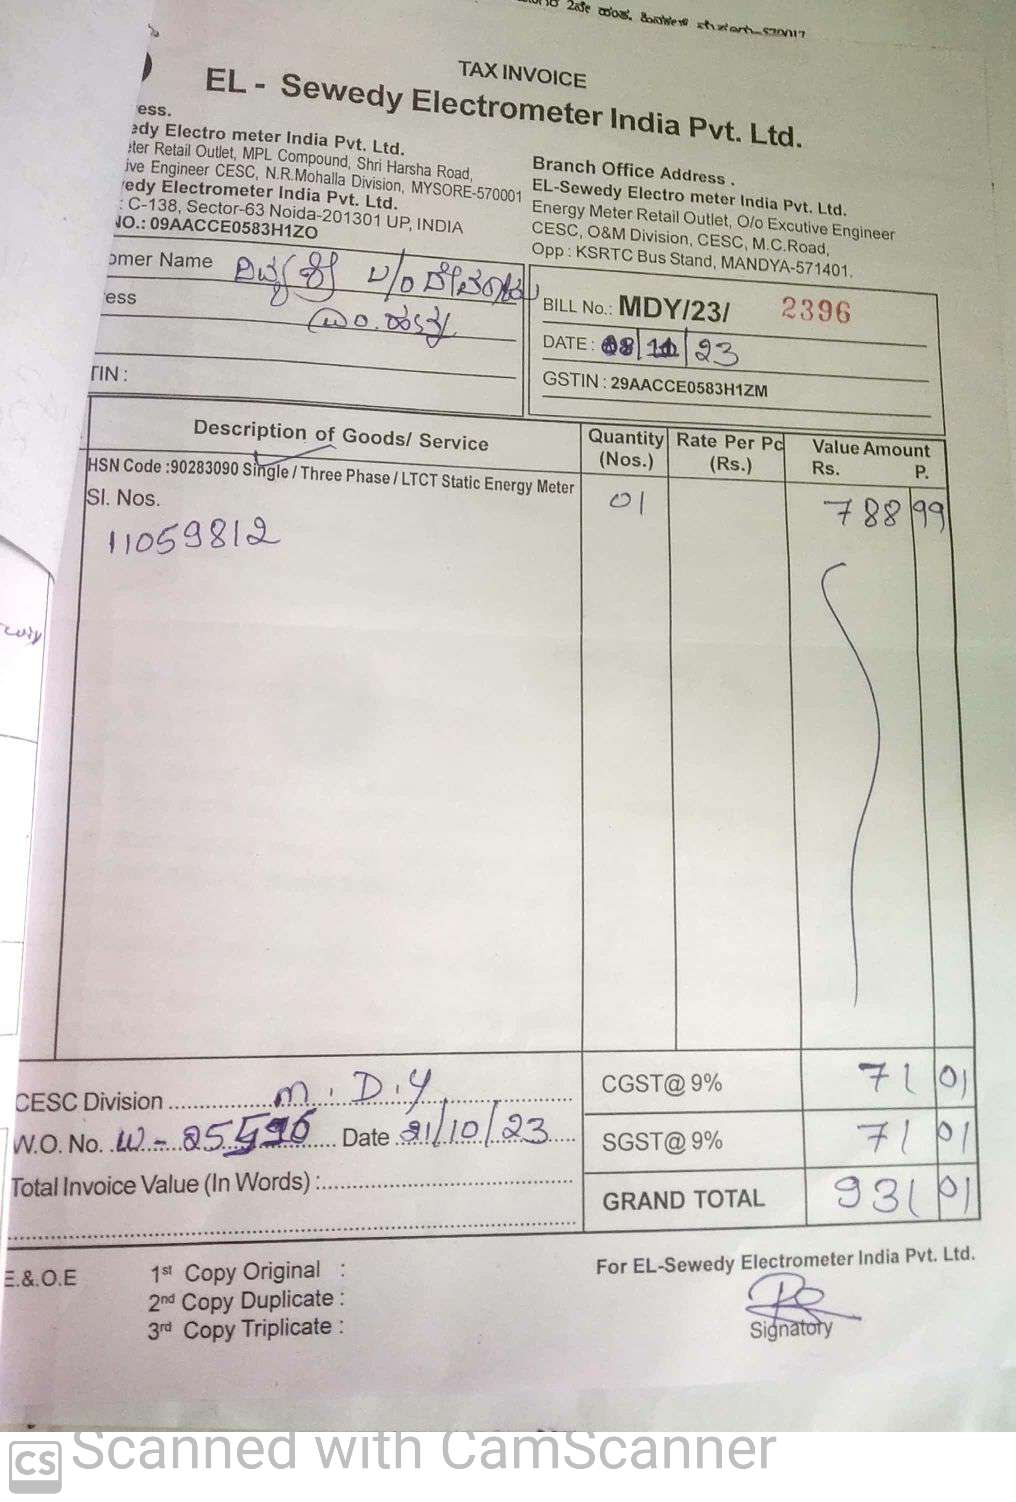 2ನೇ ಹಂತ, ಹಿನಕಲ್ ಮೈಸೂರು-570017
TAX INVOICE
EL - Sewedy Electrometer India Pvt. Ltd.
ess.
edy Electro meter India Pvt. Ltd.
ter Retail Outlet, MPL Compound, Shri Harsha Road,
ive Engineer CESC, N.R.Mohalla Division, MYSORE-570001
edy Electrometer India Pvt. Ltd.
: C-138, Sector-63 Noida-201301 UP, INDIA
NO.: 09AACCE0583H1ZO
Branch Office Address .
EL-Sewedy Electro meter India Pvt. Ltd.
Energy Meter Retail Outlet, O/o Excutive Engineer
CESC, O&M Division, CESC, M.C.Road,
Opp : KSRTC Bus Stand, MANDYA-571401.
omer Name
ess
TIN :
BILL No.: MDY/23/ 2396
DATE : 23
GSTIN : 29AACCE0583H1ZM
Description of Goods/ Service Quantity (Nos.) Rate Per Pc (Rs.) Value Amount Rs. P.
HSN Code :90283090 Single / Three Phase / LTCT Static Energy Meter
Sl. Nos. 01 788 99
11059812
CESC Division M.D.Y CGST@ 9% 71 01
W.O. No. W- Date 21/10/23 SGST@ 9% 71 01
Total Invoice Value (In Words) :
GRAND TOTAL 931 01
E.&.O.E
1st Copy Original :
2nd Copy Duplicate :
3rd Copy Triplicate :
For EL-Sewedy Electrometer India Pvt. Ltd.
Signatory
CS Scanned with CamScanner